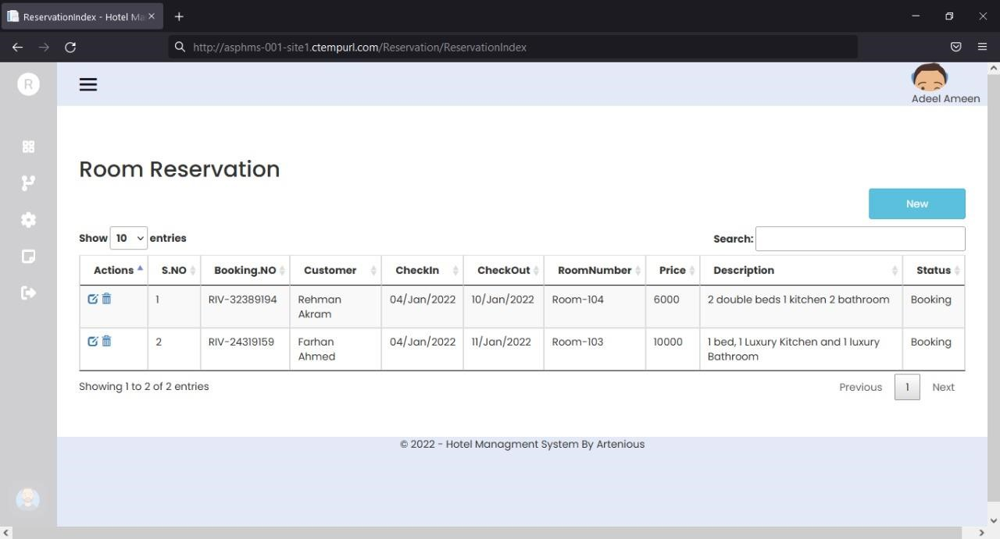 ReservationIndex - Hotel Ma
http://asphms-001-site1.ctempurl.com/Reservation/ReservationIndex
R
Adeel Ameen
Room Reservation
New
Show 10 entries
Search:
Actions S.NO Booking.NO Customer CheckIn CheckOut RoomNumber Price Description Status
1 RIV-32389194 Rehman Akram 04/Jan/2022 10/Jan/2022 Room-104 6000 2 double beds 1 kitchen 2 bathroom Booking
2 RIV-24319159 Farhan Ahmed 04/Jan/2022 11/Jan/2022 Room-103 10000 1 bed, 1 Luxury Kitchen and 1 luxury Bathroom Booking
Showing 1 to 2 of 2 entries
Previous 1 Next
© 2022 - Hotel Managment System By Artenious